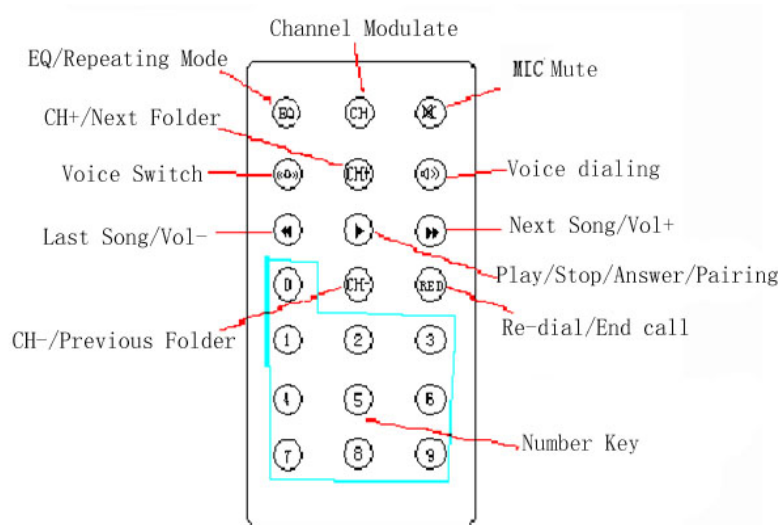 Channel Modulate
EQ/Repeating Mode
MIC Mute
CH+/Next Folder
EQ
CH
Voice Switch
CH+
Voice dialing
Last Song/Vol-
Next Song/Vol+
Play/Stop/Answer/Pairing
0
CH-
RED
CH-/Previous Folder
Re-dial/End call
1
2
3
4
5
6
Number Key
7
8
9